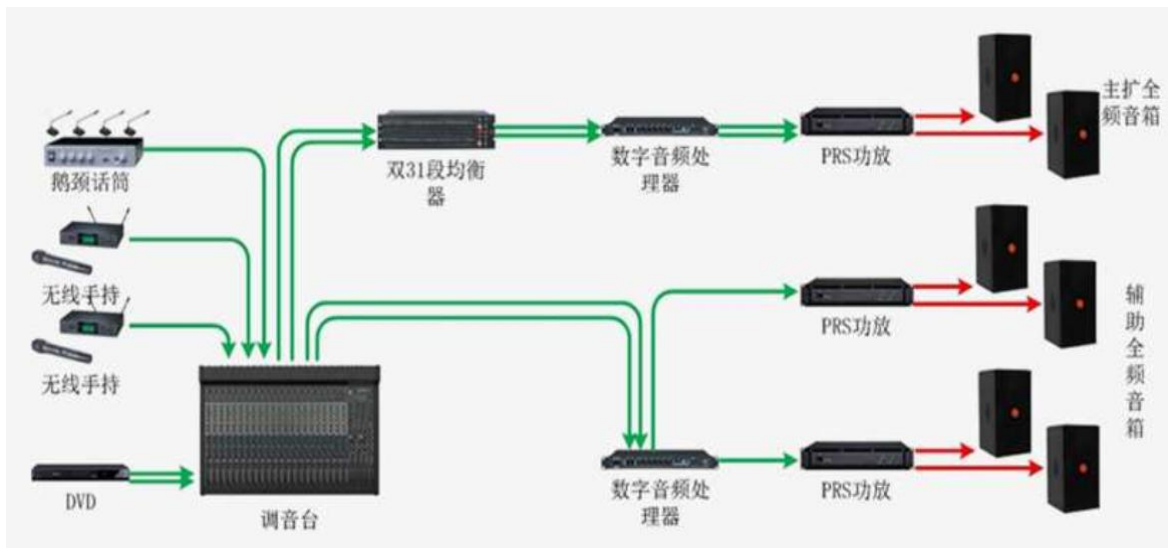 主扩全
频音箱
鹅颈话筒
双31段均衡
器
数字音频处
理器
PRS功放
无线手持
无线手持
PRS功放
辅
助
全
频
音
箱
DVD
调音台
数字音频处
理器
PRS功放